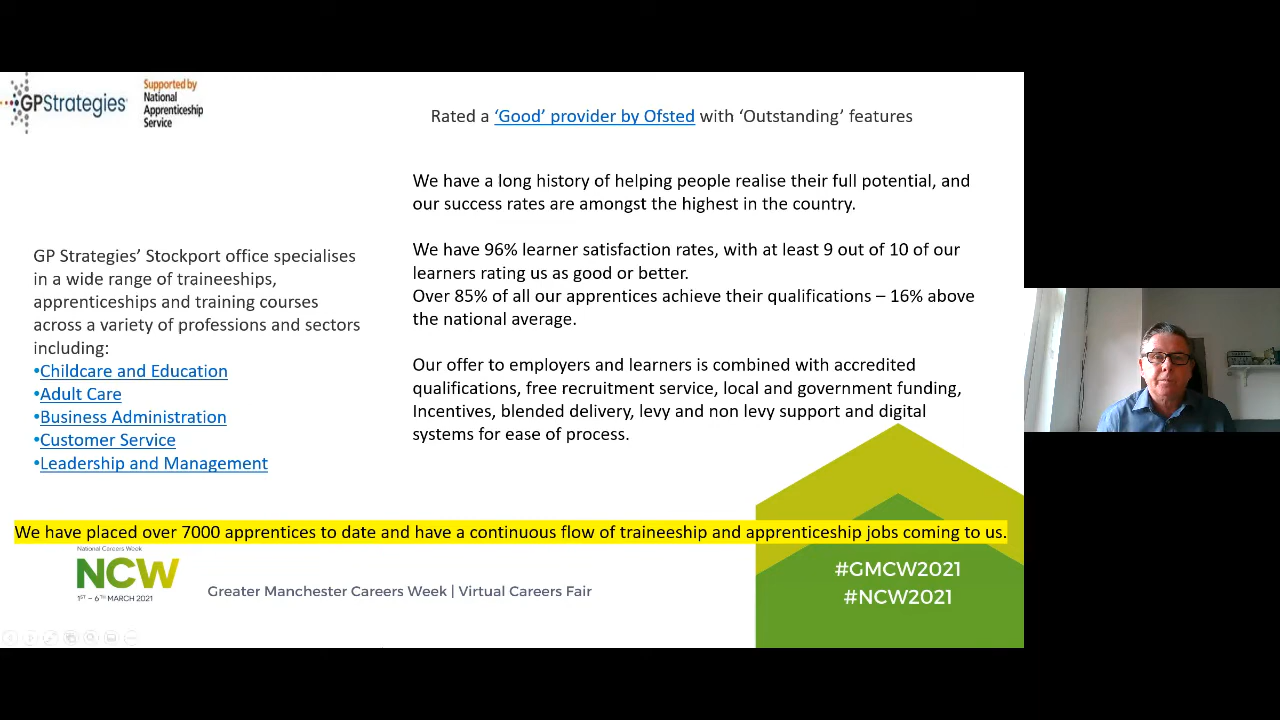 GPStrategies
Supported by
National
Apprenticeship
Service
Rated a ‘Good’ provider by Ofsted with ‘Outstanding’ features
We have a long history of helping people realise their full potential, and
our success rates are amongst the highest in the country.
We have 96% learner satisfaction rates, with at least 9 out of 10 of our
learners rating us as good or better.
Over 85% of all our apprentices achieve their qualifications – 16% above
the national average.
Our offer to employers and learners is combined with accredited
qualifications, free recruitment service, local and government funding,
Incentives, blended delivery, levy and non levy support and digital
systems for ease of process.
GP Strategies’ Stockport office specialises
in a wide range of traineeships,
apprenticeships and training courses
across a variety of professions and sectors
including:
•Childcare and Education
•Adult Care
•Business Administration
•Customer Service
•Leadership and Management
We have placed over 7000 apprentices to date and have a continuous flow of traineeship and apprenticeship jobs coming to us.
National Careers Week
NCW
1ST – 6TH MARCH 2021
Greater Manchester Careers Week | Virtual Careers Fair
#GMCW2021
#NCW2021